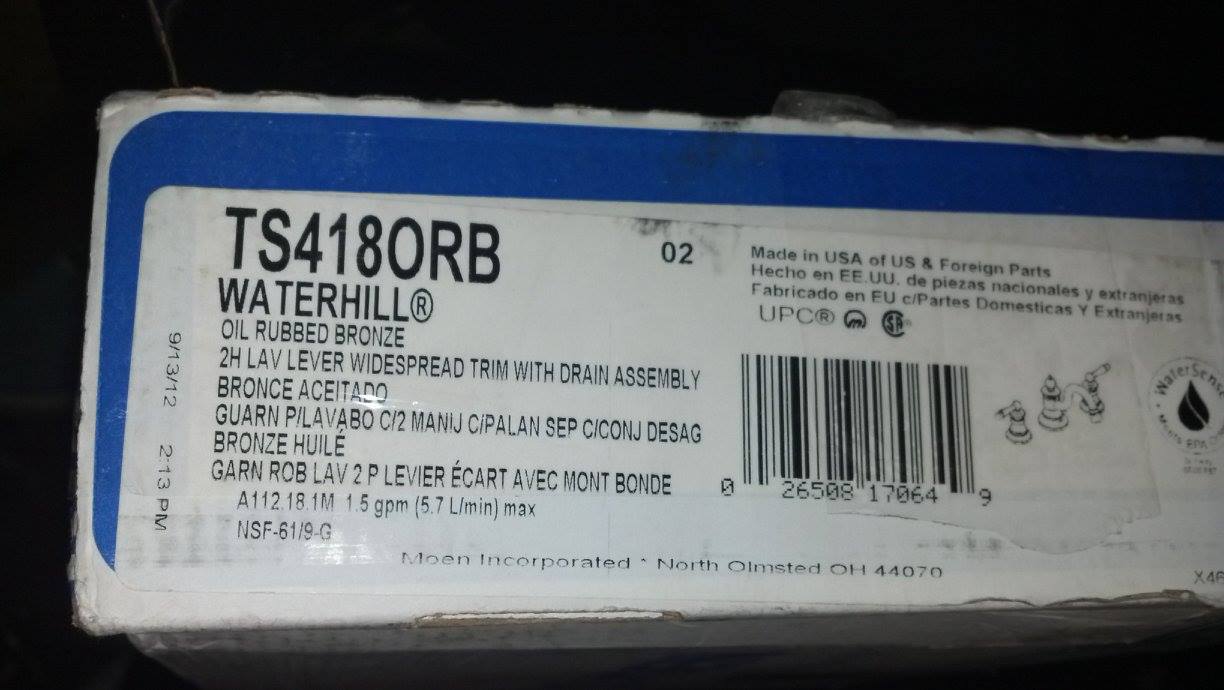 TS418ORB
02
WATERHILL®
OIL RUBBED BRONZE
2H LAV LEVER WIDESPREAD TRIM WITH DRAIN ASSEMBLY
BRONCE ACEITADO
GUARN P/LAVABO C/2 MANIJ C/PALAN SEP C/CONJ DESAG
BRONZE HUILÉ
GARN ROB LAV 2 P LEVIER ÉCART AVEC MONT BONDE
A112.18.1M 1.5 gpm (5.7 L/min) max
NSF-61/9-G
9/13/12 2:13 PM
Made in USA of US & Foreign Parts
Hecho en EE.UU. de piezas nacionales y extranjeras
Fabricado en EU c/Partes Domesticas Y Extranjeras
UPC®
0 26508 17064 9
WaterSense
EPA
Moen Incorporated * North Olmsted OH 44070
X46